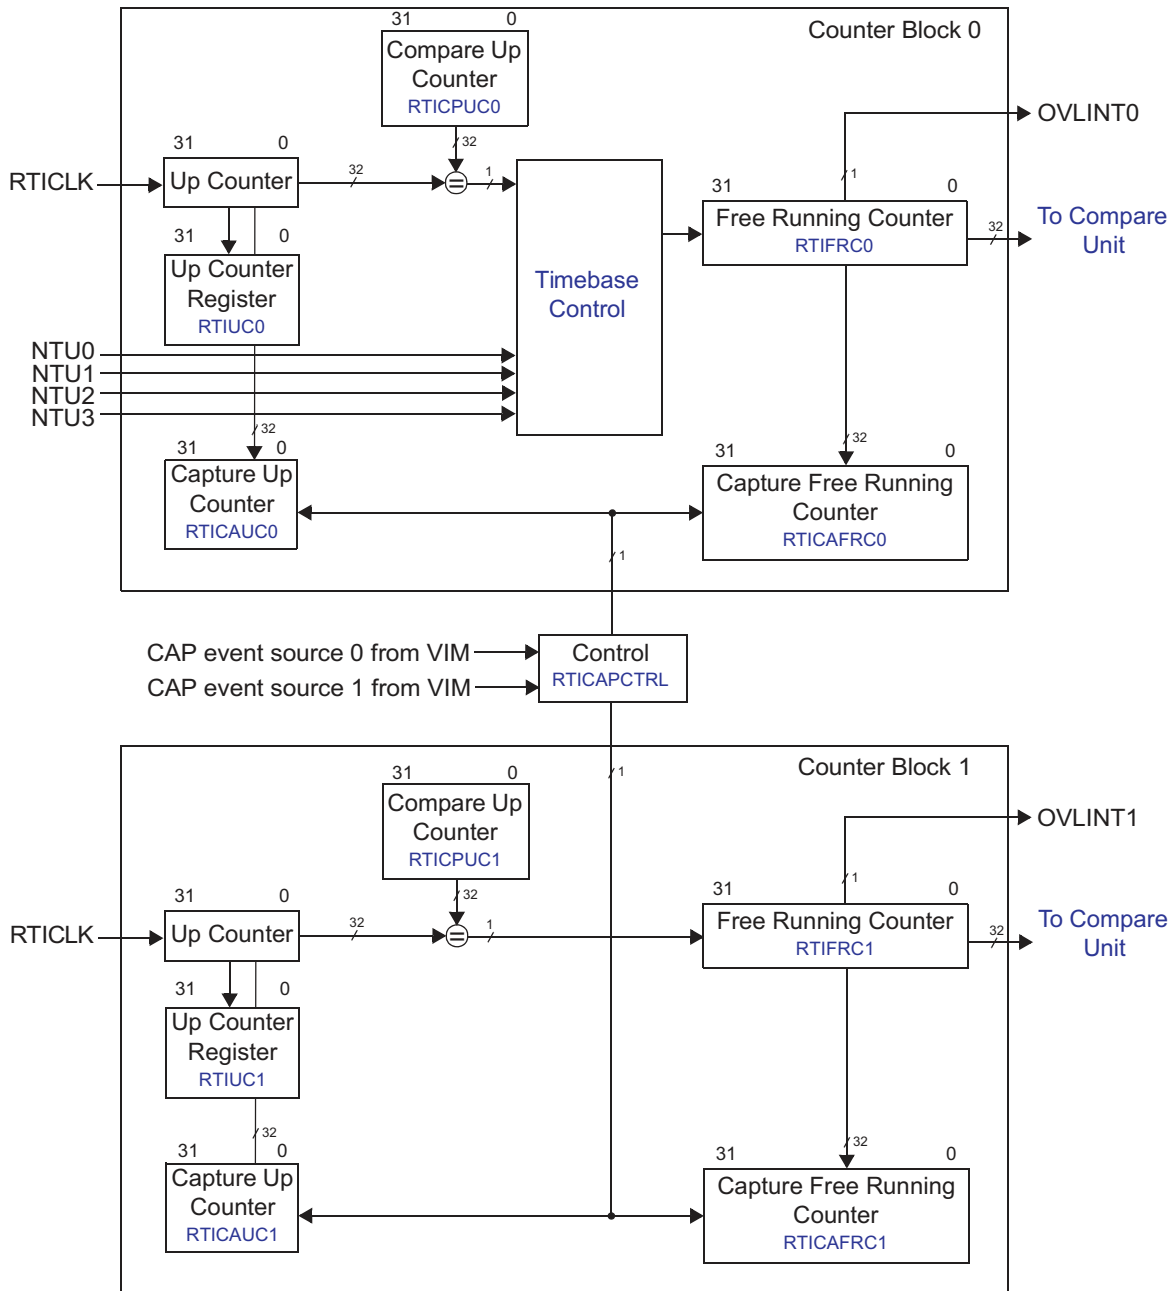 Counter Block 0
31 0
Compare Up
Counter
RTICPUC0
32
OVLINT0
31 0
RTICLK
Up Counter
32
=
1
1
31 0
Free Running Counter
RTIFRC0
32
To Compare
Unit
31 0
Up Counter
Register
RTIUC0
Timebase
Control
NTU0
NTU1
NTU2
NTU3
32
31 0
Capture Up
Counter
RTICAUC0
32
31 0
Capture Free Running
Counter
RTICAFRC0
1
CAP event source 0 from VIM
CAP event source 1 from VIM
Control
RTICAPCTRL
1
Counter Block 1
31 0
Compare Up
Counter
RTICPUC1
32
OVLINT1
31 0
RTICLK
Up Counter
32
=
1
1
31 0
Free Running Counter
RTIFRC1
32
To Compare
Unit
31 0
Up Counter
Register
RTIUC1
32
31 0
Capture Up
Counter
RTICAUC1
32
31 0
Capture Free Running
Counter
RTICAFRC1